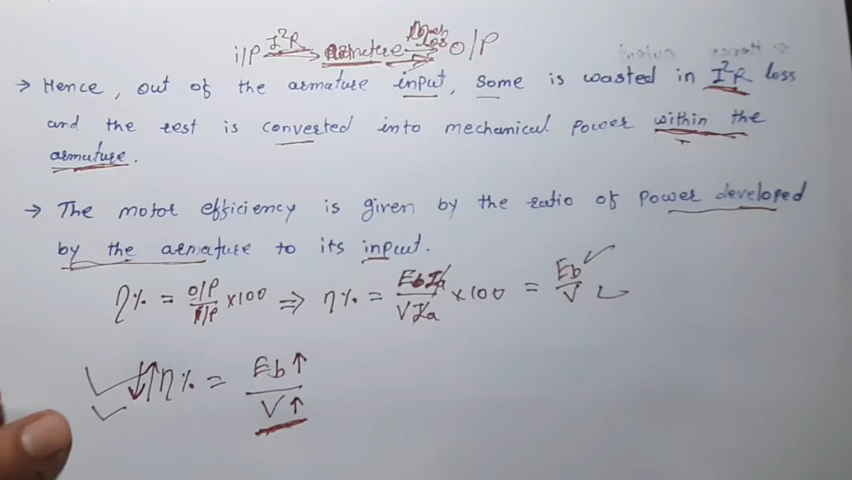 i/P I²R armature Mech loss O/P
→ Hence, out of the armature input, some is wasted in I²R loss
and the rest is converted into mechanical power within the
armature.
→ The motor efficiency is given by the ratio of power developed
by the armature to its input.
η% = O/P / I/P ×100 ⇒ η% = EbIa / VIa ×100 = Eb / V
↓↑η% = Eb↑ / V↑